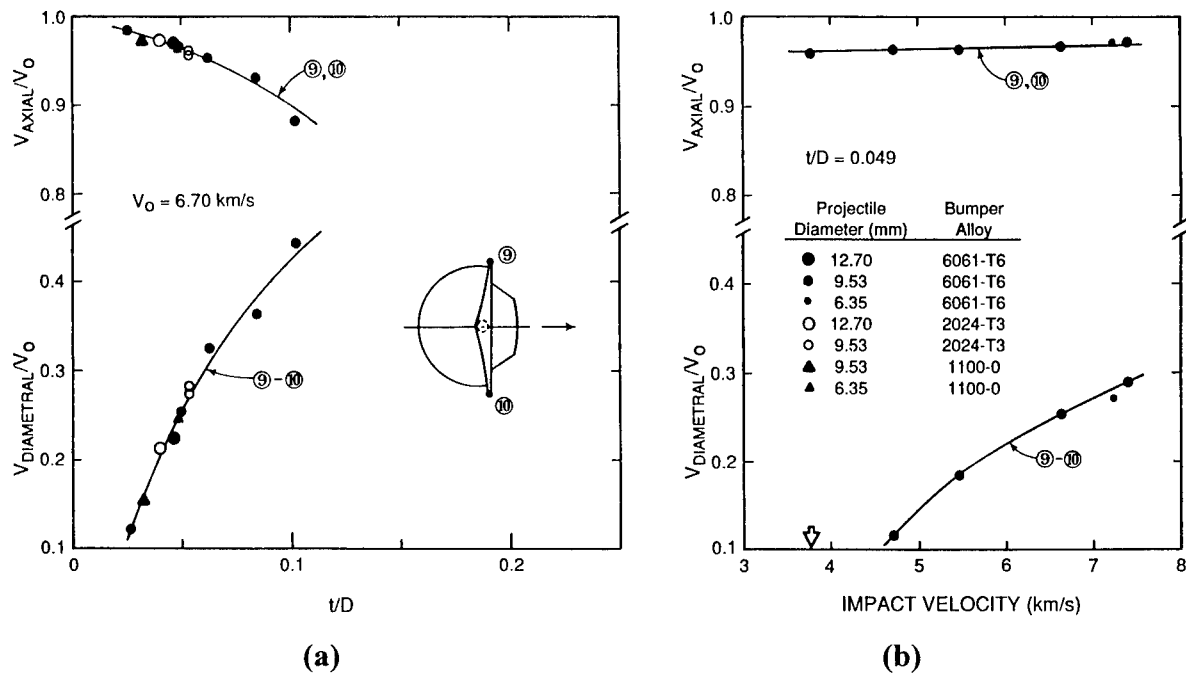 1.0
0.9
0.8
V_AXIAL/V_O
⑨,⑩
V_O = 6.70 km/s
0.4
0.3
0.2
0.1
V_DIAMETRAL/V_O
⑨-⑩
⑨
⑩
0
0.1
0.2
t/D
(a)
1.0
0.9
0.8
V_AXIAL/V_O
⑨,⑩
t/D = 0.049
Projectile Bumper
Diameter (mm) Alloy
12.70 6061-T6
9.53 6061-T6
6.35 6061-T6
12.70 2024-T3
9.53 2024-T3
9.53 1100-0
6.35 1100-0
0.4
0.3
0.2
0.1
V_DIAMETRAL/V_O
⑨-⑩
3 4 5 6 7 8
IMPACT VELOCITY (km/s)
(b)